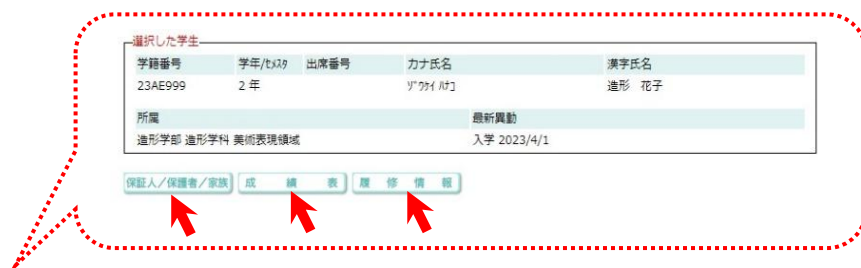 選択した学生
学籍番号 学年/ｾﾒｽﾀ 出席番号 カナ氏名 漢字氏名
23AE999 2 年 ｿﾞｳｹｲ ﾊﾅｺ 造形 花子
所属 最新異動
造形学部 造形学科 美術表現領域 入学 2023/4/1
保証人／保護者／家族 成 績 表 履 修 情 報